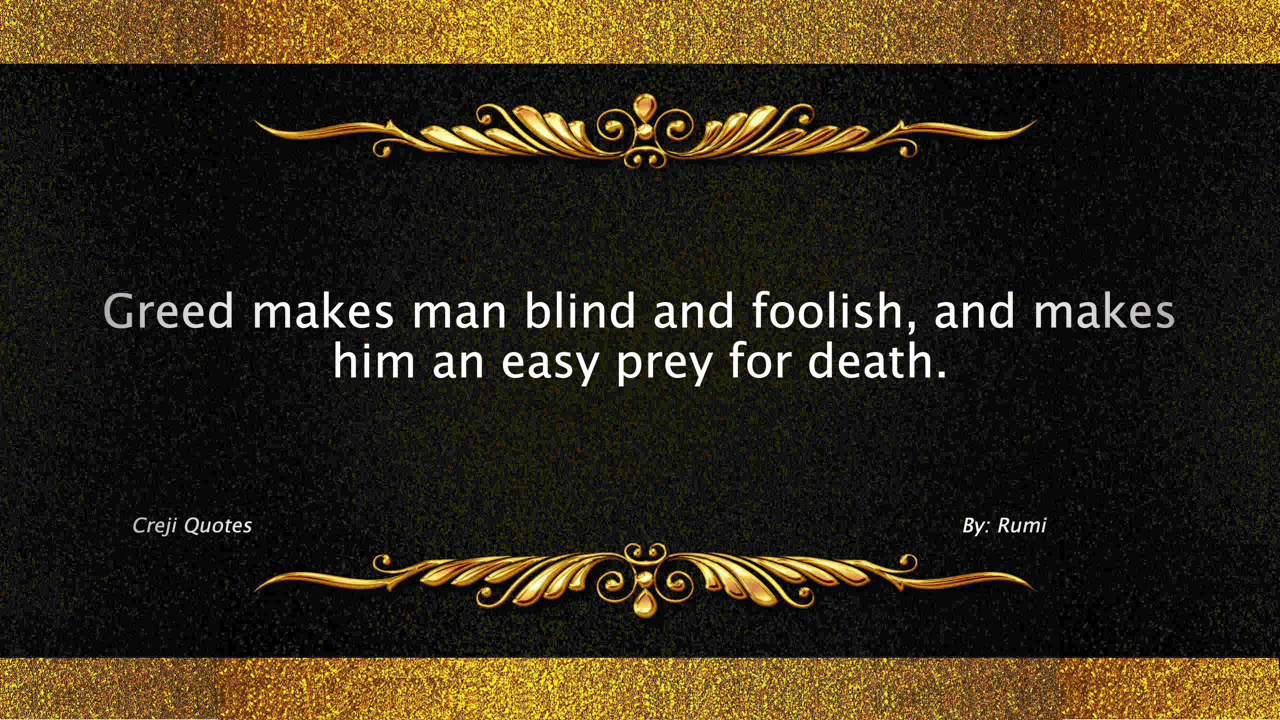 Greed makes man blind and foolish, and makes
him an easy prey for death.
Creji Quotes
By: Rumi